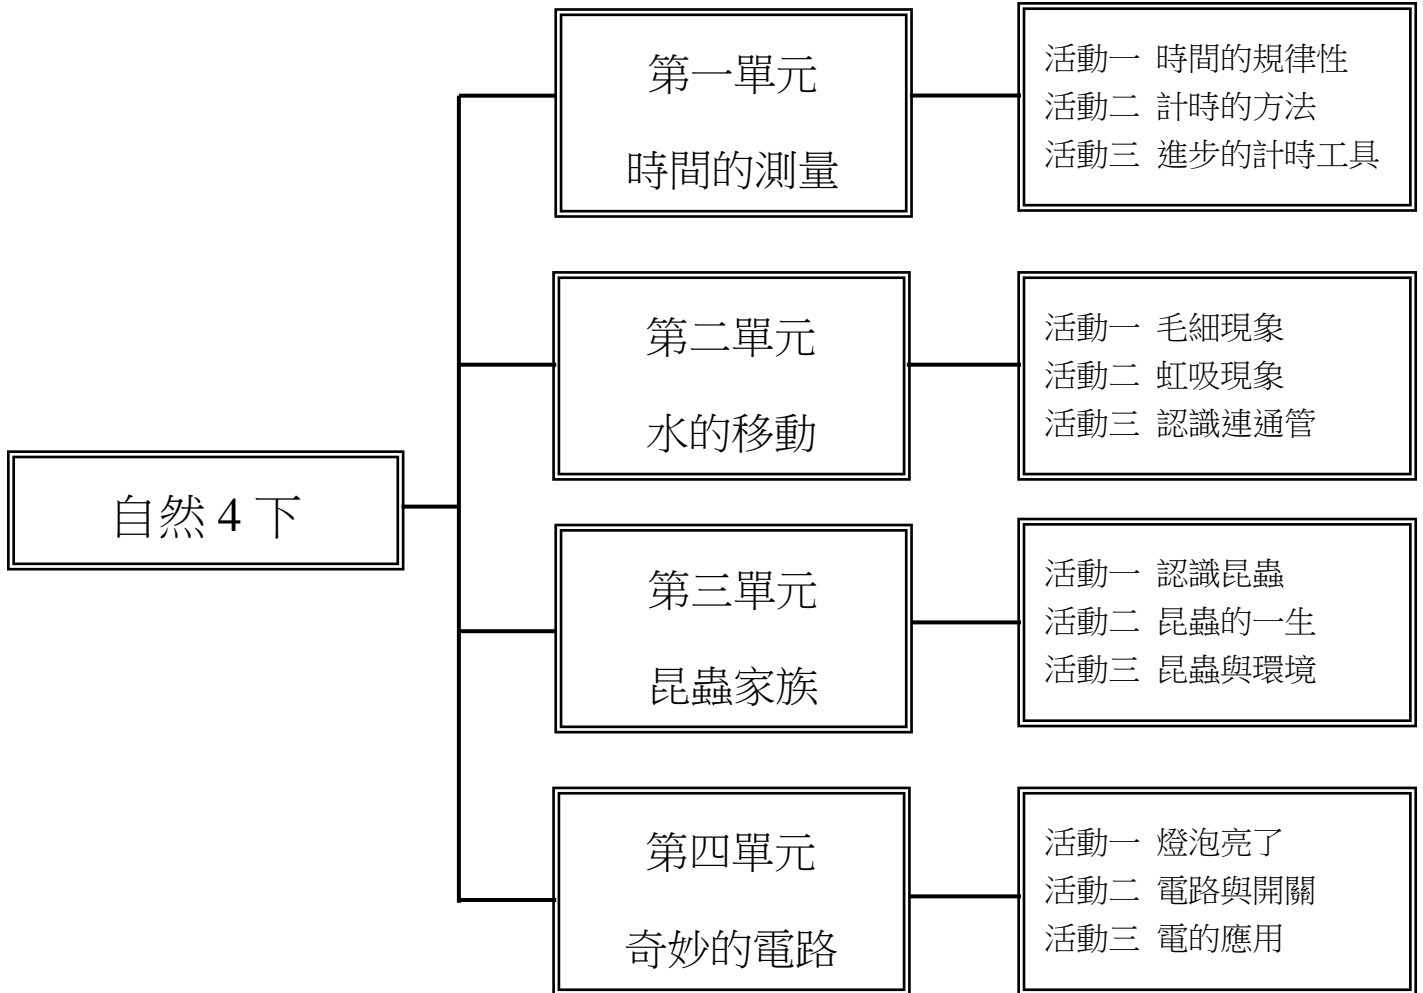 自然 4 下
第一單元
時間的測量
活動一 時間的規律性
活動二 計時的方法
活動三 進步的計時工具
第二單元
水的移動
活動一 毛細現象
活動二 虹吸現象
活動三 認識連通管
第三單元
昆蟲家族
活動一 認識昆蟲
活動二 昆蟲的一生
活動三 昆蟲與環境
第四單元
奇妙的電路
活動一 燈泡亮了
活動二 電路與開關
活動三 電的應用